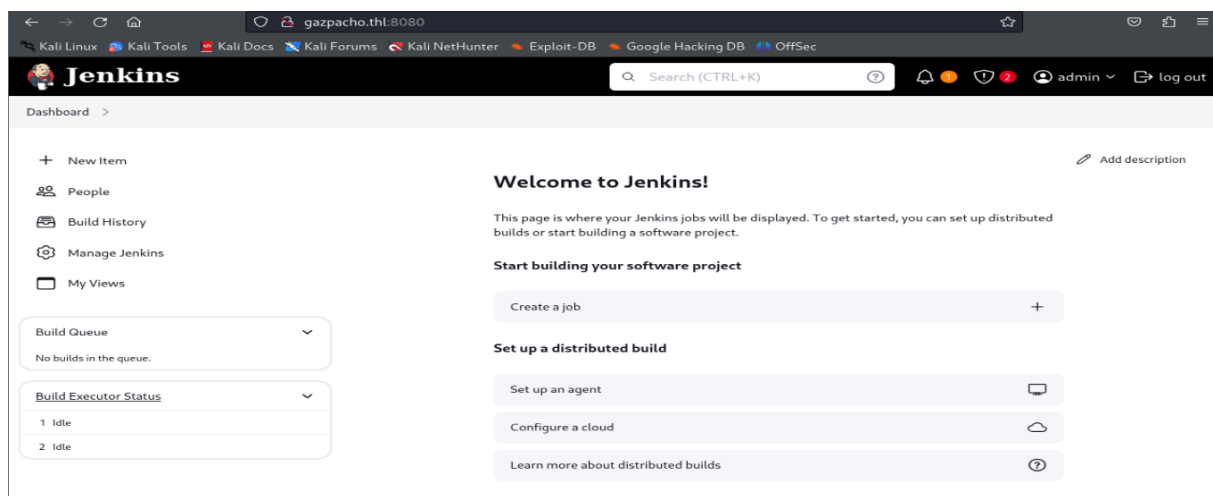 gazpacho.thl:8080
Kali Linux Kali Tools Kali Docs Kali Forums Kali NetHunter Exploit-DB Google Hacking DB OffSec
Jenkins Search (CTRL+K) 1 2 admin log out
Dashboard >
New Item
Add description
People
Build History
Manage Jenkins
My Views
Build Queue
No builds in the queue.
Build Executor Status
1 Idle
2 Idle
Welcome to Jenkins!
This page is where your Jenkins jobs will be displayed. To get started, you can set up distributed
builds or start building a software project.
Start building your software project
Create a job
Set up a distributed build
Set up an agent
Configure a cloud
Learn more about distributed builds